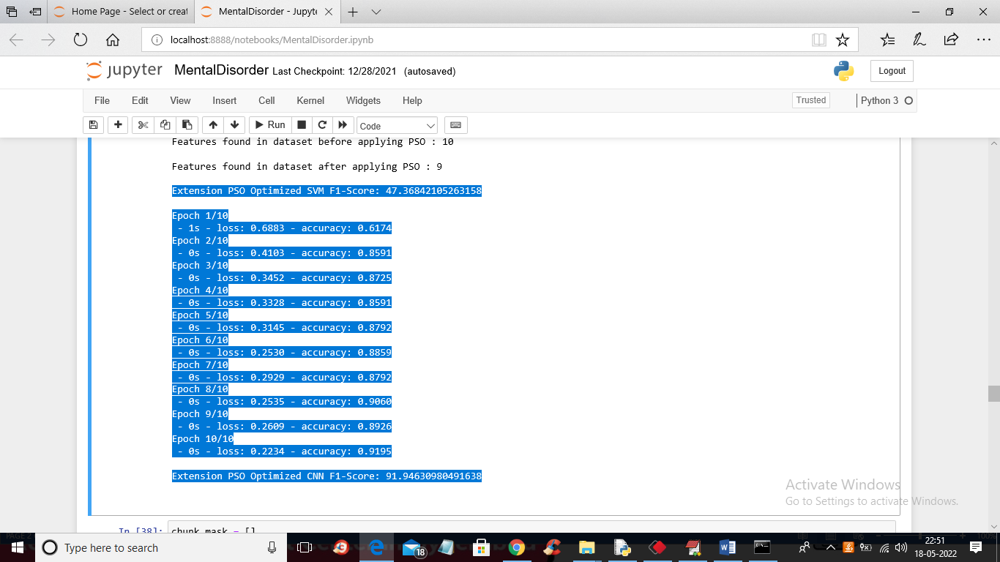 Home Page - Select or creat
MentalDisorder - Jupyte
localhost:8888/notebooks/MentalDisorder.ipynb
jupyter MentalDisorder Last Checkpoint: 12/28/2021 (autosaved)
Logout
File Edit View Insert Cell Kernel Widgets Help
Trusted
Python 3
Run
Code
Features found in dataset before applying PSO : 10
Features found in dataset after applying PSO : 9
Extension PSO Optimized SVM F1-Score: 47.36842105263158
Epoch 1/10
- 1s - loss: 0.6883 - accuracy: 0.6174
Epoch 2/10
- 0s - loss: 0.4103 - accuracy: 0.8591
Epoch 3/10
- 0s - loss: 0.3452 - accuracy: 0.8725
Epoch 4/10
- 0s - loss: 0.3328 - accuracy: 0.8591
Epoch 5/10
- 0s - loss: 0.3145 - accuracy: 0.8792
Epoch 6/10
- 0s - loss: 0.2530 - accuracy: 0.8859
Epoch 7/10
- 0s - loss: 0.2929 - accuracy: 0.8792
Epoch 8/10
- 0s - loss: 0.2535 - accuracy: 0.9060
Epoch 9/10
- 0s - loss: 0.2609 - accuracy: 0.8926
Epoch 10/10
- 0s - loss: 0.2234 - accuracy: 0.9195
Extension PSO Optimized CNN F1-Score: 91.94630980491638
Activate Windows
Go to Settings to activate Windows.
In [38]: chunk_mask = []
PAGE 2
100%
Type here to search
18
22:51
18-05-2022